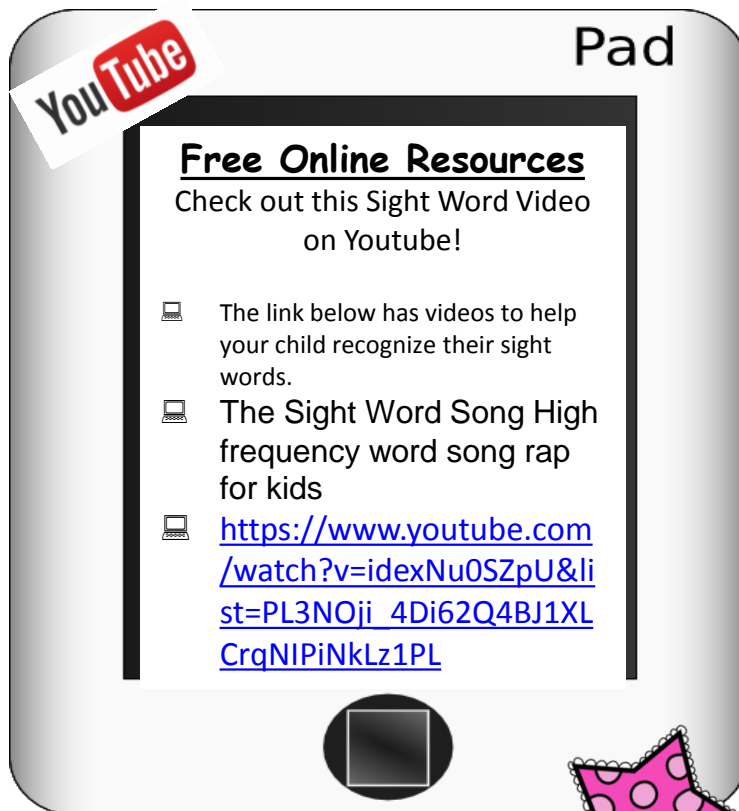 YouTube
Pad
Free Online Resources
Check out this Sight Word Video
on Youtube!
The link below has videos to help
your child recognize their sight
words.
The Sight Word Song High
frequency word song rap
for kids
https://www.youtube.com
/watch?v=idexNu0SZpU&li
st=PL3NOji_4Di62Q4BJ1XL
CrqNIPiNkLz1PL